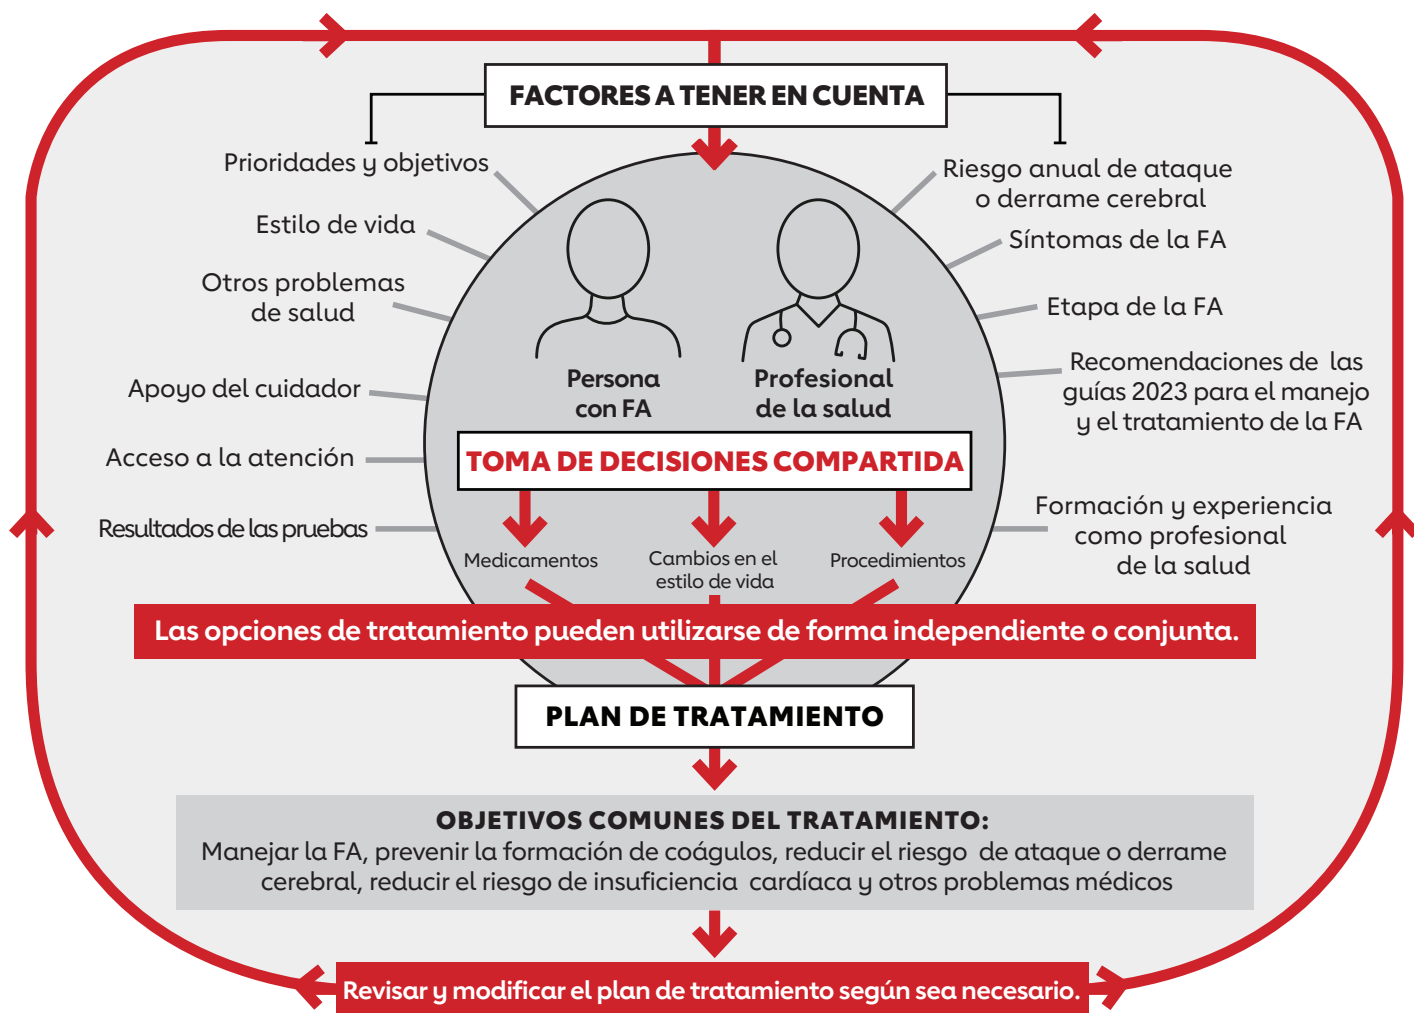 FACTORES A TENER EN CUENTA
Prioridades y objetivos
Estilo de vida
Otros problemas
de salud
Apoyo del cuidador
Acceso a la atención
Resultados de las pruebas
Riesgo anual de ataque
o derrame cerebral
Síntomas de la FA
Etapa de la FA
Recomendaciones de las
guías 2023 para el manejo
y el tratamiento de la FA
Formación y experiencia
como profesional
de la salud
Persona
con FA
Profesional
de la salud
TOMA DE DECISIONES COMPARTIDA
Medicamentos
Cambios en el
estilo de vida
Procedimientos
Las opciones de tratamiento pueden utilizarse de forma independiente o conjunta.
PLAN DE TRATAMIENTO
OBJETIVOS COMUNES DEL TRATAMIENTO:
Manejar la FA, prevenir la formación de coágulos, reducir el riesgo de ataque o derrame
cerebral, reducir el riesgo de insuficiencia cardíaca y otros problemas médicos
Revisar y modificar el plan de tratamiento según sea necesario.